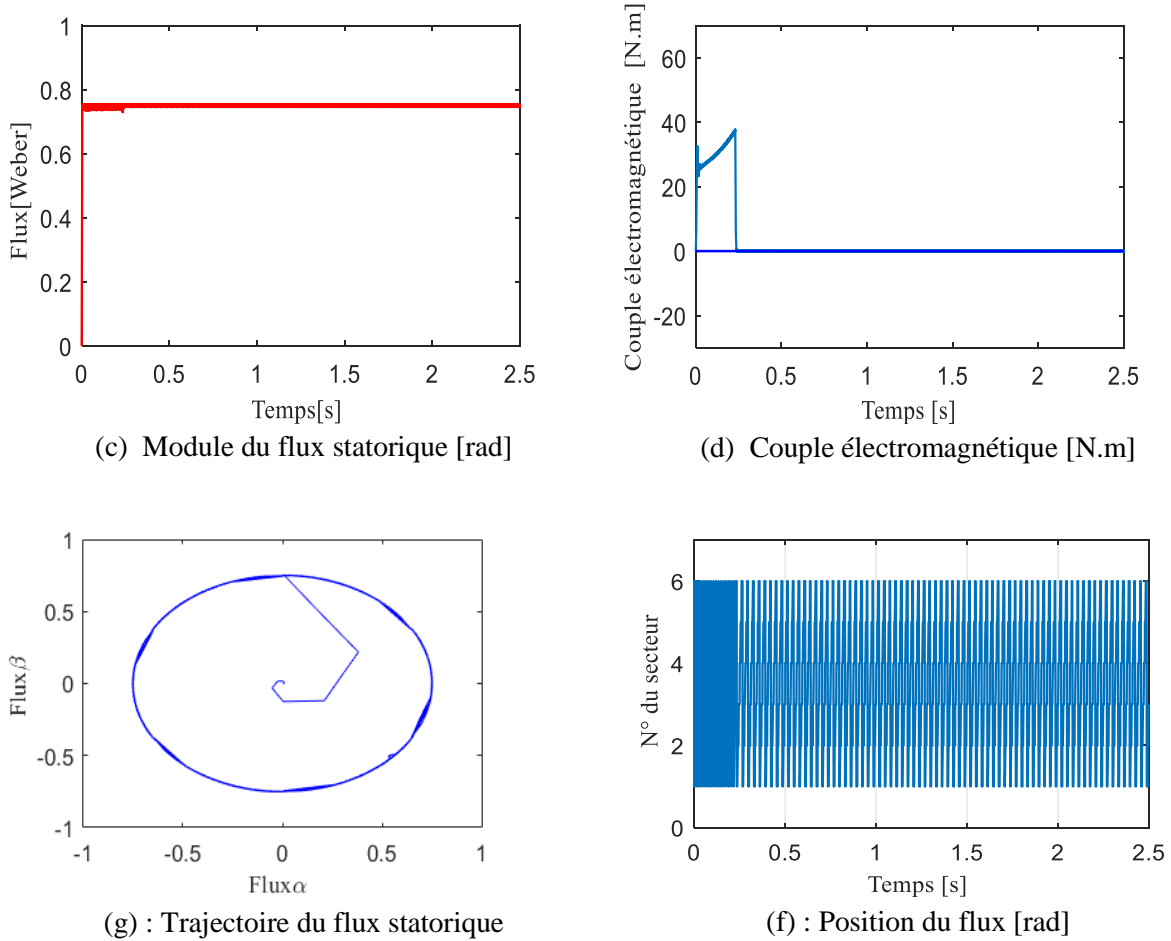 1
0.8
0.6
0.4
0.2
0
0 0.5 1 1.5 2 2.5
Flux[Weber]
Temps[s]
(c) Module du flux statorique [rad]
60
40
20
0
-20
0 0.5 1 1.5 2 2.5
Couple électromagnétique [N.m]
Temps [s]
(d) Couple électromagnétique [N.m]
1
0.5
0
-0.5
-1
-1 -0.5 0 0.5 1
Flux β
Flux α
(g) : Trajectoire du flux statorique
6
4
2
0
0 0.5 1 1.5 2 2.5
N° du secteur
Temps [s]
(f) : Position du flux [rad]